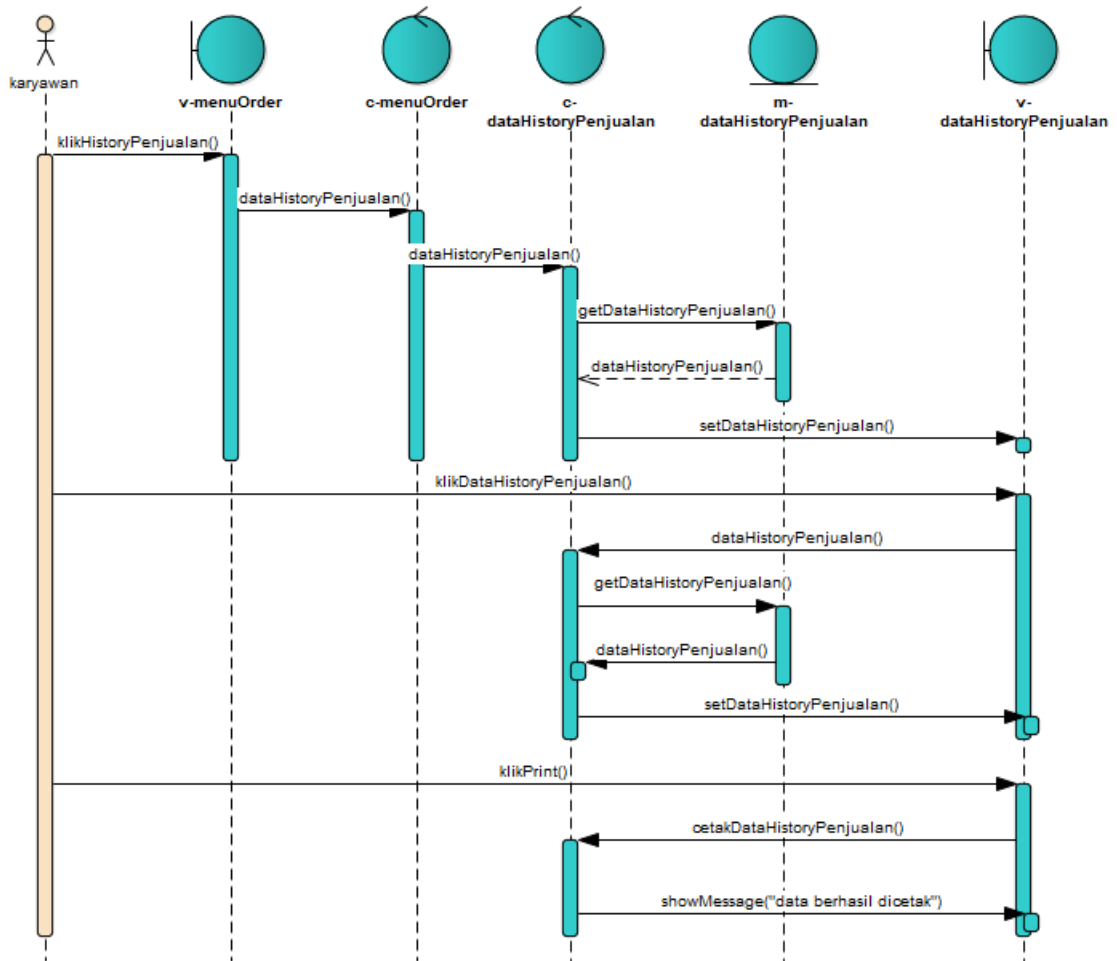 karyawan
v-menuOrder
c-menuOrder
c-
dataHistoryPenjualan
m-
dataHistoryPenjualan
v-
dataHistoryPenjualan
klikHistoryPenjualan()
dataHistoryPenjualan()
dataHistoryPenjualan()
getDataHistoryPenjualan()
dataHistoryPenjualan()
setDataHistoryPenjualan()
klikDataHistoryPenjualan()
dataHistoryPenjualan()
getDataHistoryPenjualan()
dataHistoryPenjualan()
setDataHistoryPenjualan()
klikPrint()
cetakDataHistoryPenjualan()
showMessage("data berhasil dicetak")